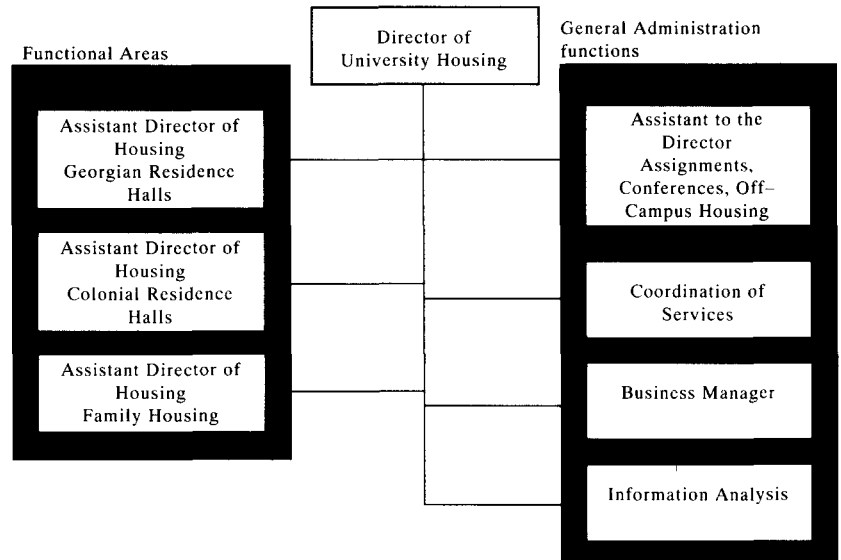 Director of
University Housing
Functional Areas
Assistant Director of
Housing
Georgian Residence
Halls
Assistant Director of
Housing
Colonial Residence
Halls
Assistant Director of
Housing
Family Housing
General Administration
functions
Assistant to the
Director
Assignments,
Conferences, Off–
Campus Housing
Coordination of
Services
Business Manager
Information Analysis